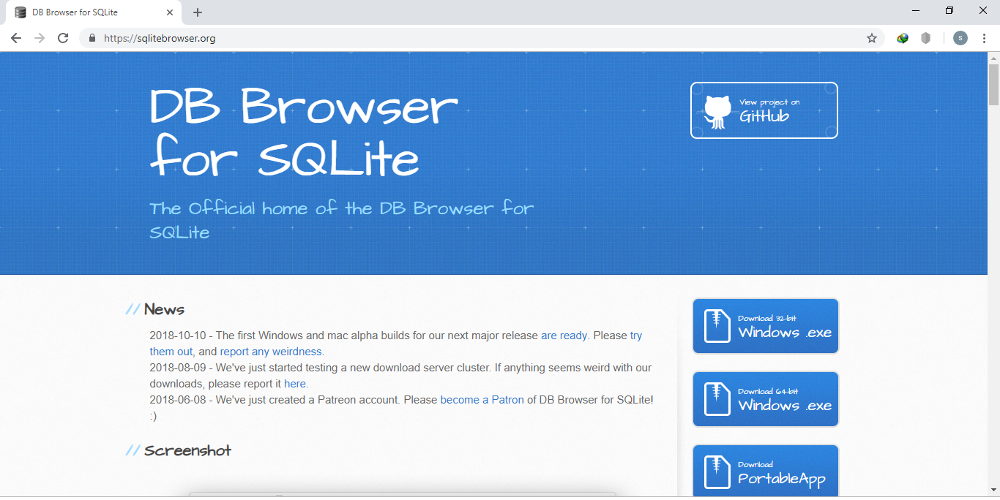 DB Browser for SQLite
https://sqlitebrowser.org
S
DB Browser
for SQLite
The Official home of the DB Browser for
SQLite
View project on
GitHub
// News
2018-10-10 - The first Windows and mac alpha builds for our next major release are ready. Please try
them out, and report any weirdness.
2018-08-09 - We've just started testing a new download server cluster. If anything seems weird with our
downloads, please report it here.
2018-06-08 - We've just created a Patreon account. Please become a Patron of DB Browser for SQLite!
:)
// Screenshot
Download 32-bit
Windows .exe
Download 64-bit
Windows .exe
Download
PortableApp